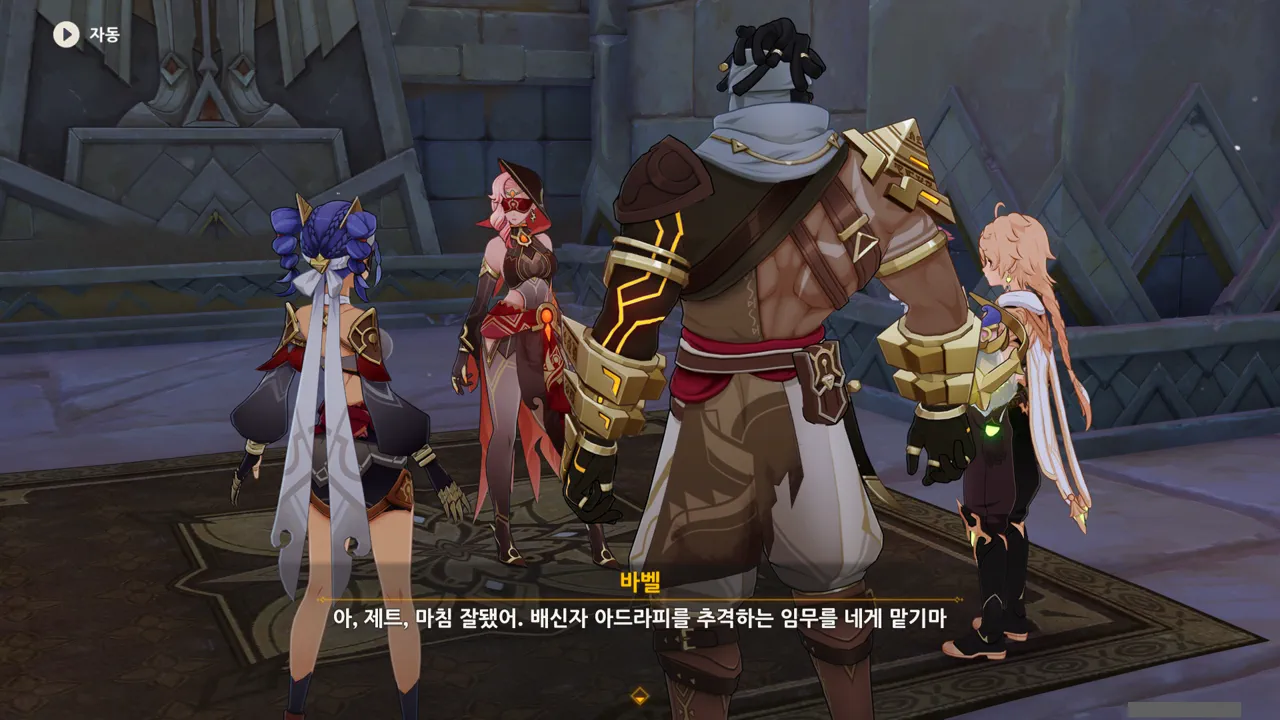 자동
바벨
아, 제트, 마침 잘됐어. 배신자 아드라피를 추격하는 임무를 네게 맡기마